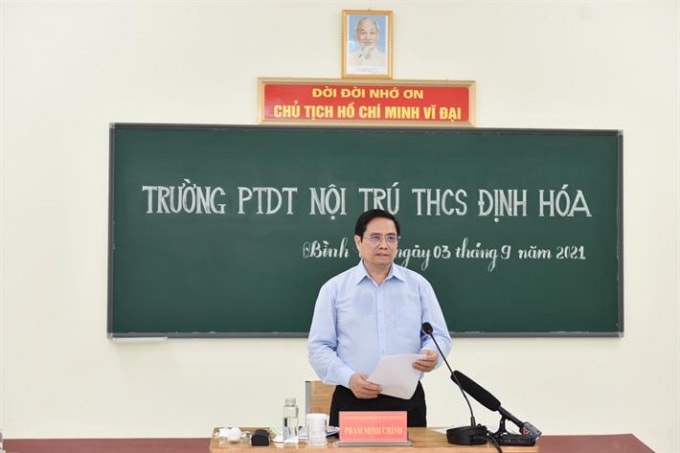 ĐỜI ĐỜI NHỚ ƠN
CHỦ TỊCH HỒ CHÍ MINH VĨ ĐẠI
TRƯỜNG PTDT NỘI TRÚ THCS ĐỊNH HÓA
Bình ngày 03 tháng 9 năm 2021
PHẠM MINH CHÍNH